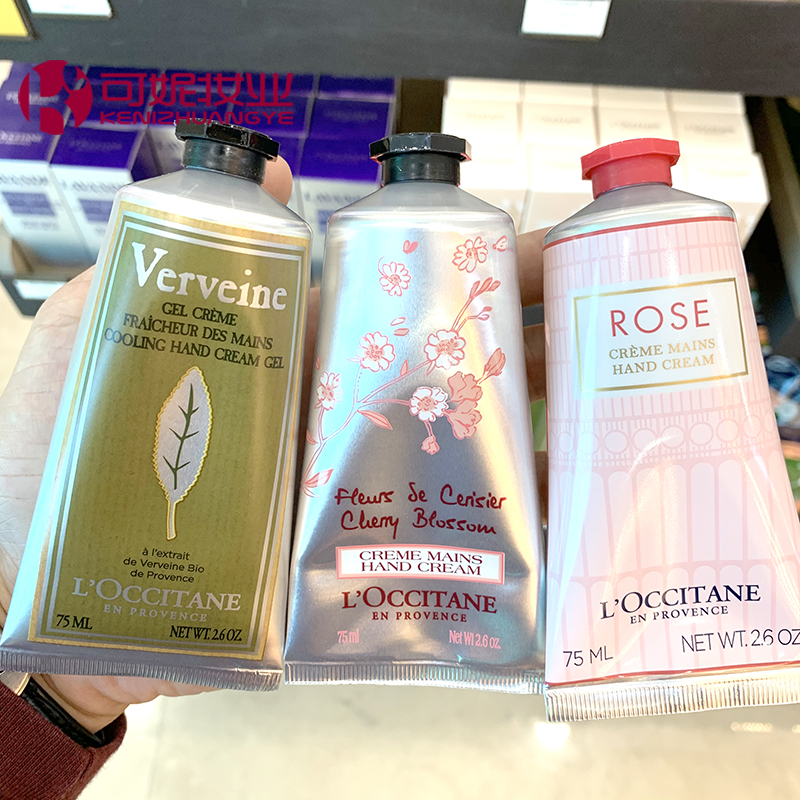 可妮妆业
KENIZHUANGYE
Verveine
GEL CRÈME
FRAÎCHEUR DES MAINS
COOLING HAND CREAM GEL
à l'extrait
de Verveine Bio
de Provence
L'OCCITANE
EN PROVENCE
75 ML
NET WT. 2.6 OZ.
Fleurs de Cerisier
Cherry Blossom
CREME MAINS
HAND CREAM
L'OCCITANE
EN PROVENCE
75 ml
Net Wt 2.6 oz.
ROSE
CRÈME MAINS
HAND CREAM
L'OCCITANE
EN PROVENCE
75 ML
NET WT. 2.6 OZ